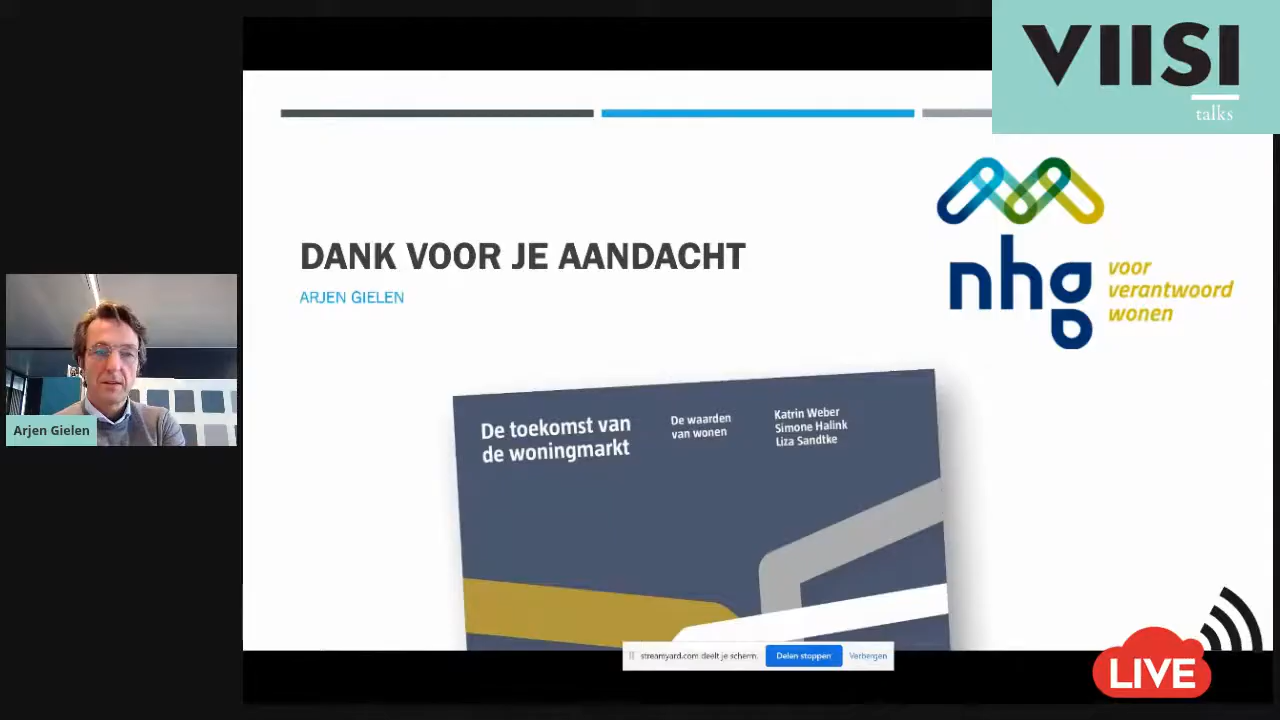 VIISI
talks
DANK VOOR JE AANDACHT
ARJEN GIELEN
nhg
voor
verantwoord
wonen
Arjen Gielen
De toekomst van
de woningmarkt
De waarden
van wonen
Katrin Weber
Simone Halink
Liza Sandtke
streamyard.com deelt je scherm.
Delen stoppen
Verbergen
LIVE